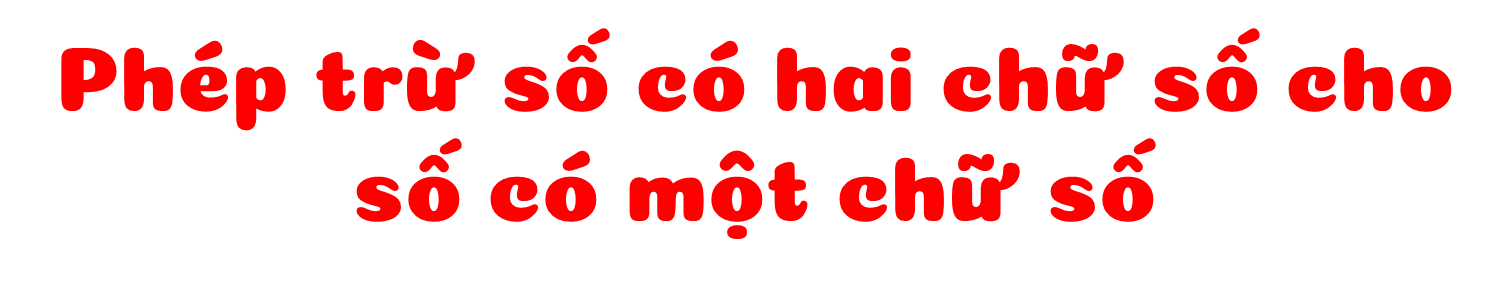 Phép trừ số có hai chữ số cho
số có một chữ số